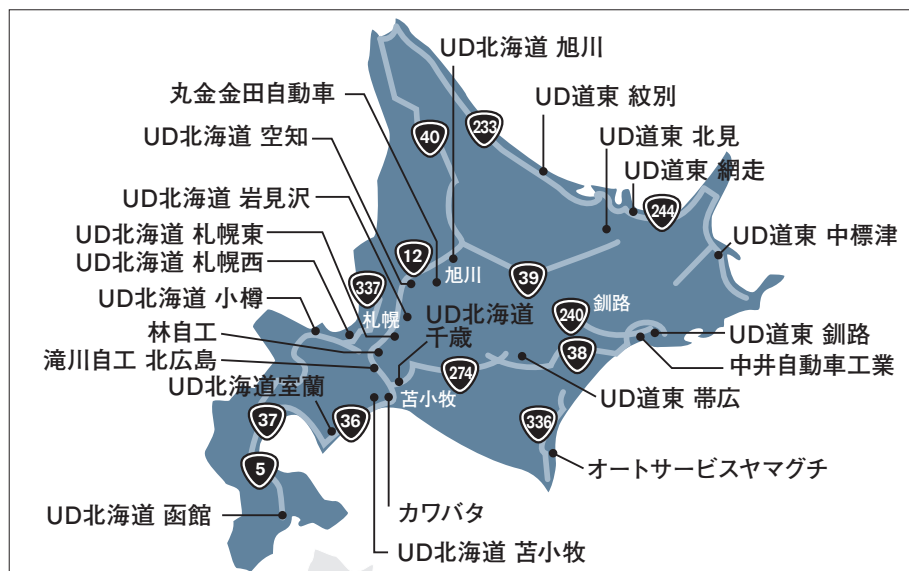 UD北海道 旭川
丸金金田自動車
UD道東 紋別
233
40
UD北海道 空知
UD道東 北見
UD道東 網走
UD北海道 岩見沢
244
UD北海道 札幌東
UD道東 中標津
12
UD北海道 札幌西
旭川
39
337
UD北海道 小樽
釧路
240
札幌
UD北海道
千歳
林自工
UD道東 釧路
38
滝川自工 北広島
中井自動車工業
274
UD北海道室蘭
苫小牧
UD道東 帯広
37
36
336
5
オートサービスヤマグチ
UD北海道 函館
カワバタ
UD北海道 苫小牧